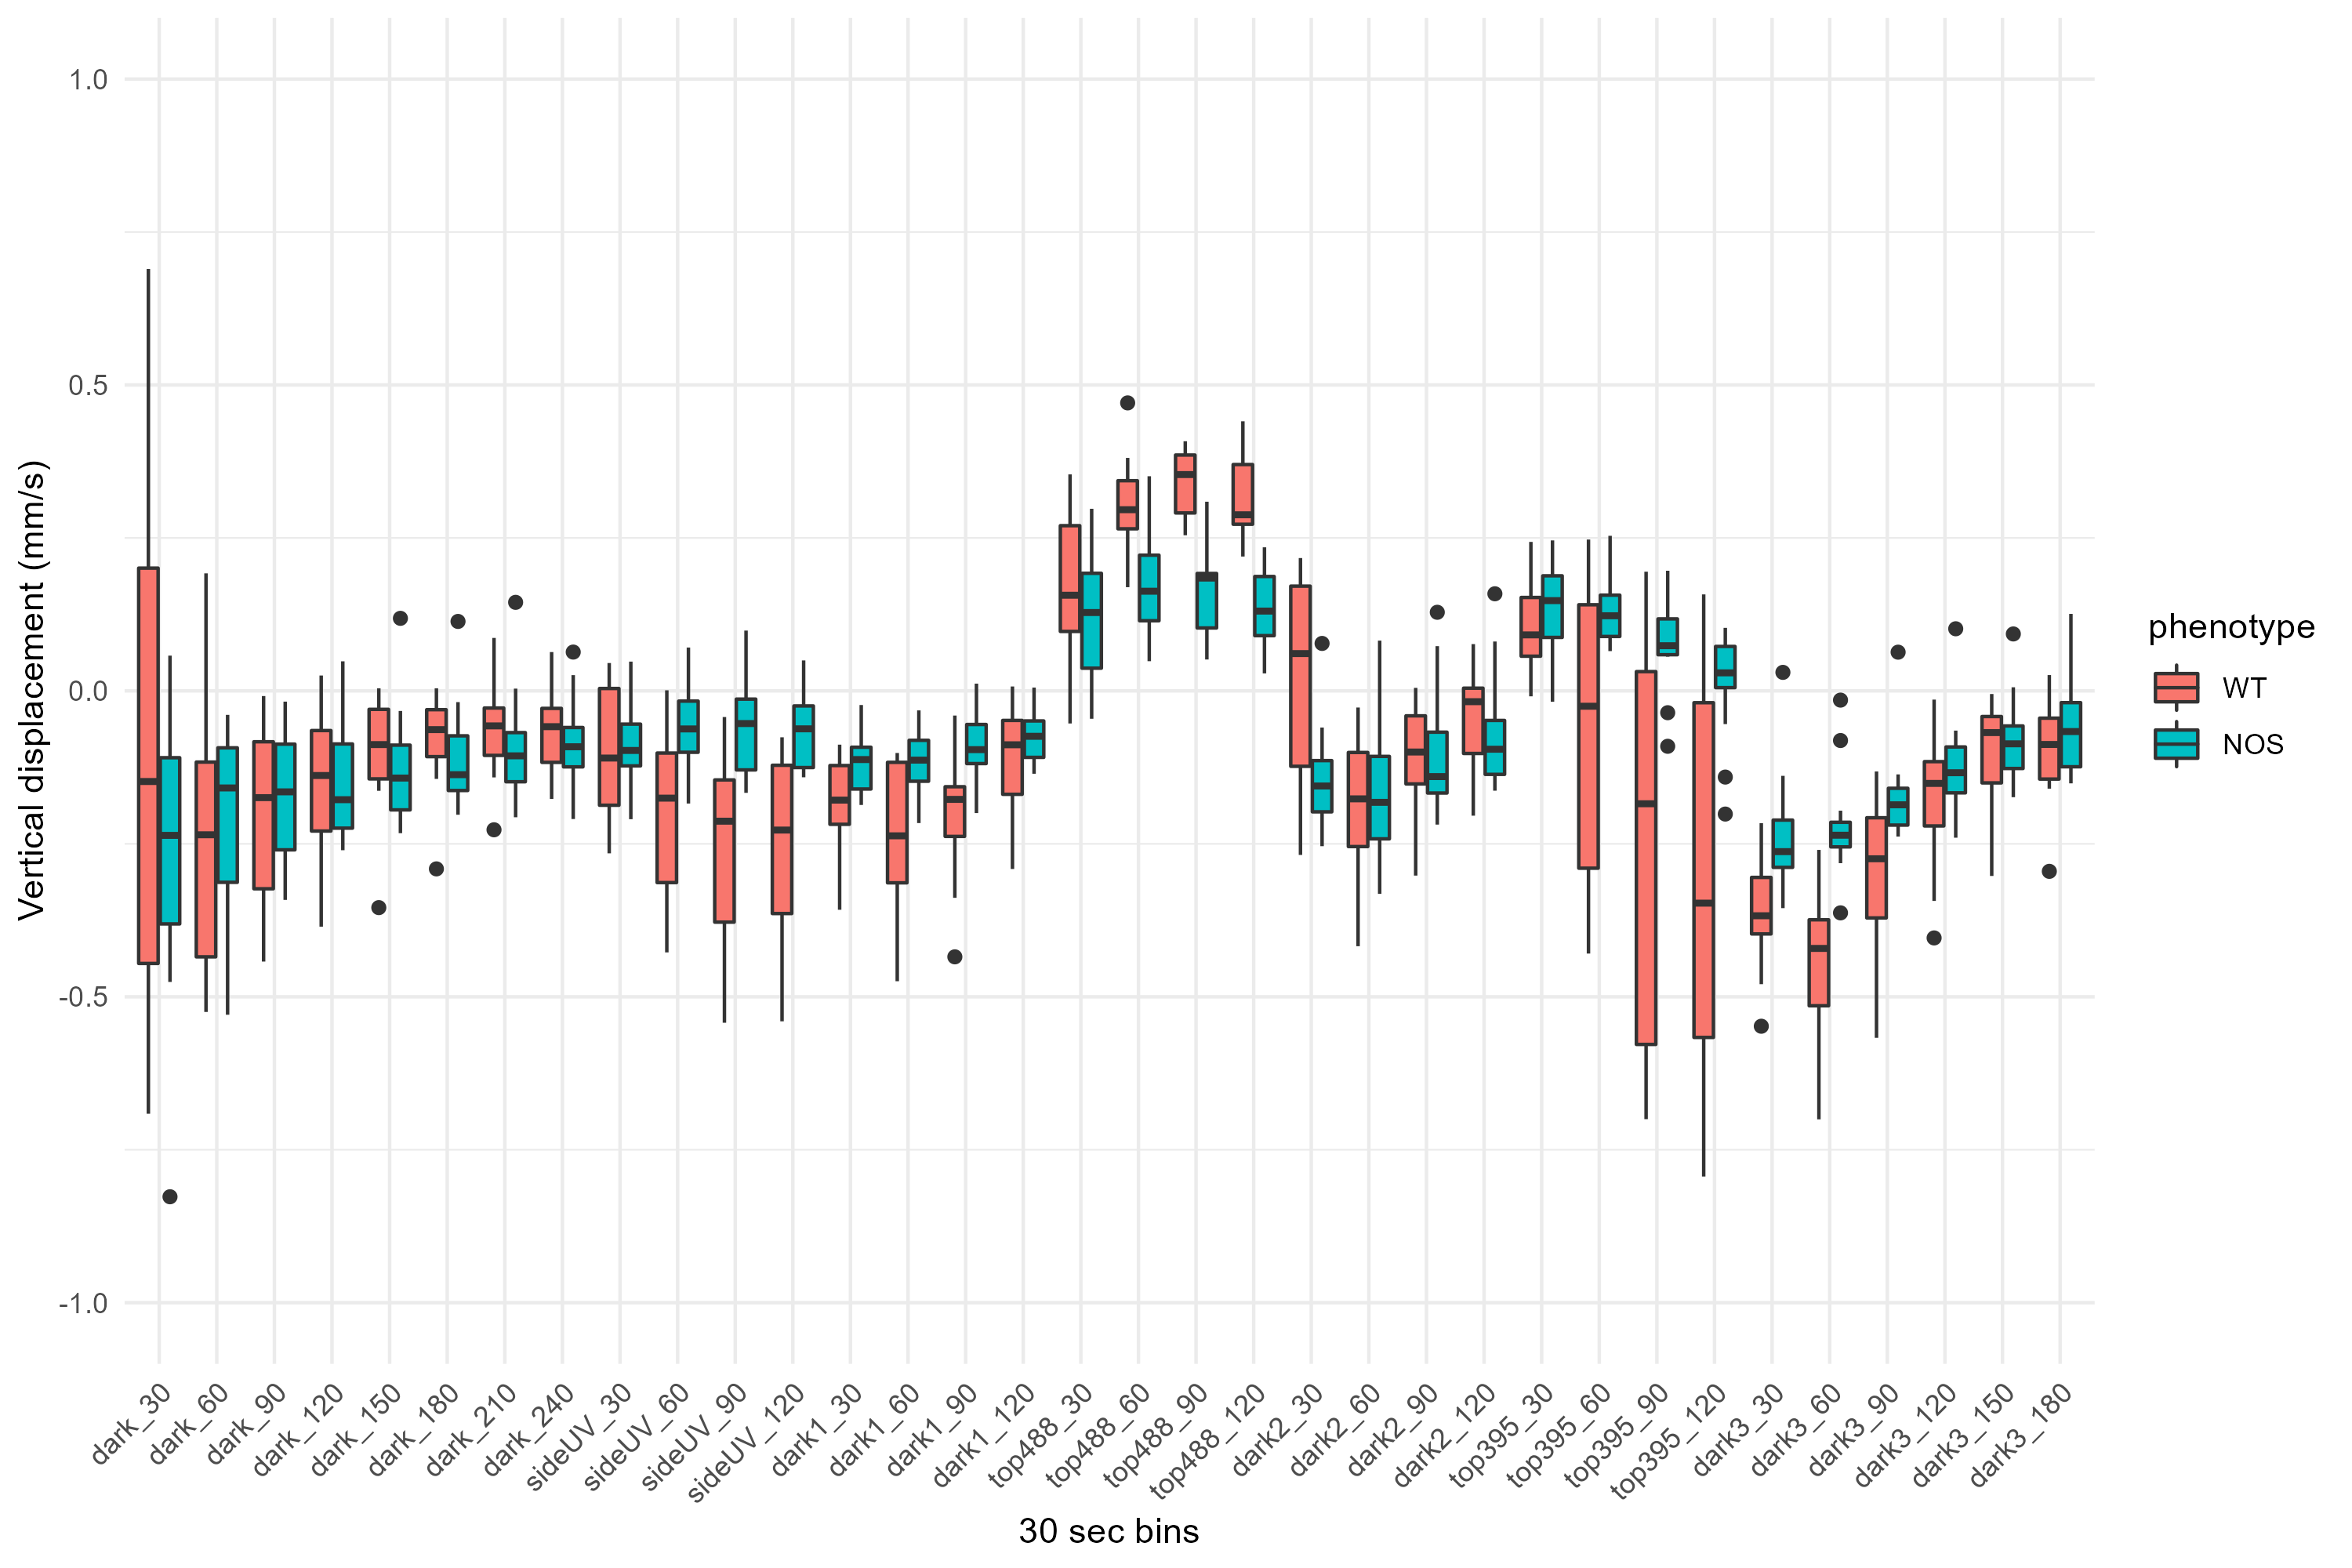 Vertical displacement (mm/s)
1.0
0.5
0.0
-0.5
-1.0
dark_30
dark_60
dark_90
dark_120
dark_150
dark_180
dark_210
dark_240
sideUV_30
sideUV_60
sideUV_90
sideUV_120
dark1_30
dark1_60
dark1_90
dark1_120
top488_30
top488_60
top488_90
top488_120
dark2_30
dark2_60
dark2_90
dark2_120
top395_30
top395_60
top395_90
top395_120
dark3_30
dark3_60
dark3_90
dark3_120
dark3_150
dark3_180
30 sec bins
phenotype
WT
NOS